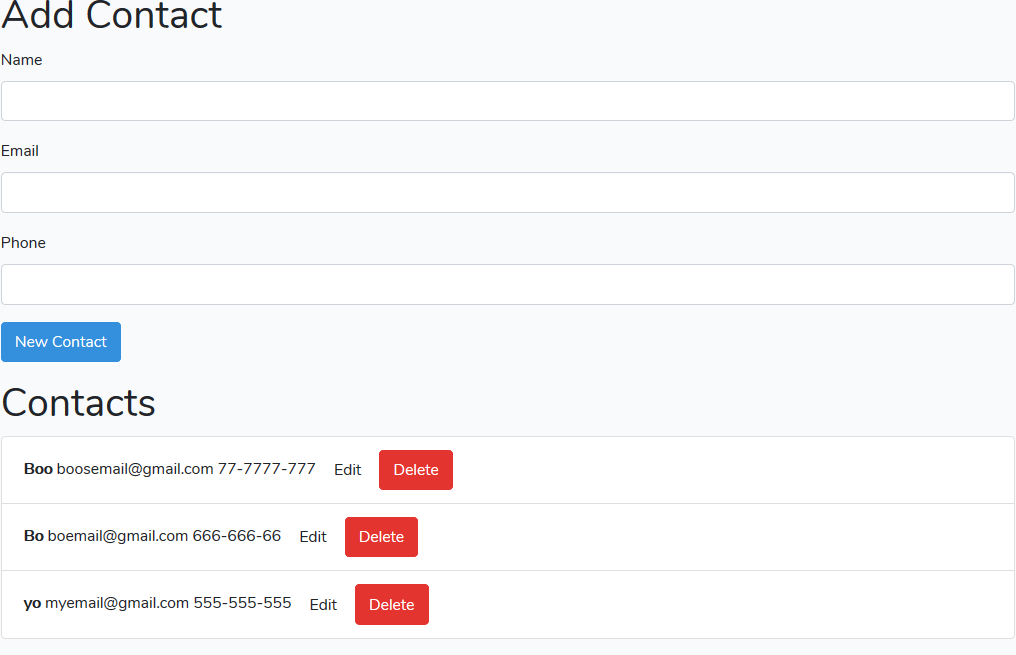 Add Contact
Name
Email
Phone
New Contact
Contacts
Boo boosemail@gmail.com 77-7777-777 Edit Delete
Bo boemail@gmail.com 666-666-66 Edit Delete
yo myemail@gmail.com 555-555-555 Edit Delete